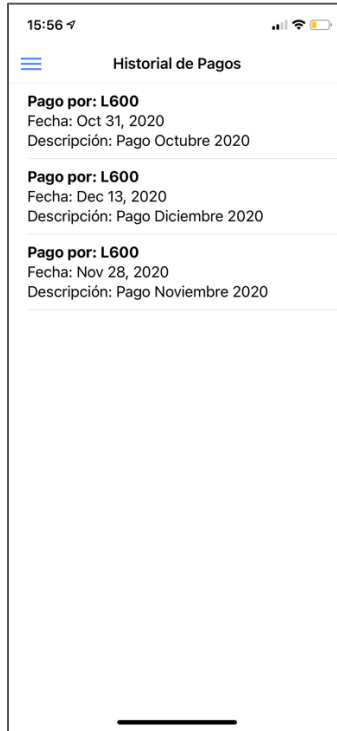 15:56
Historial de Pagos
Pago por: L600
Fecha: Oct 31, 2020
Descripción: Pago Octubre 2020
Pago por: L600
Fecha: Dec 13, 2020
Descripción: Pago Diciembre 2020
Pago por: L600
Fecha: Nov 28, 2020
Descripción: Pago Noviembre 2020